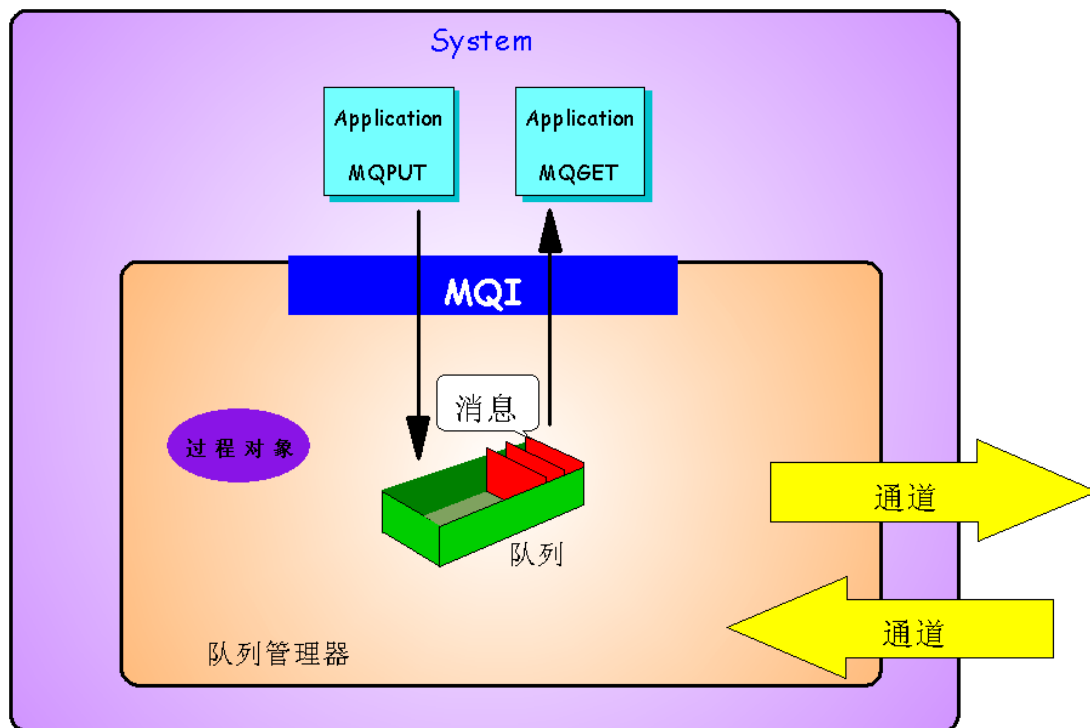 System
Application
MQPUT
Application
MQGET
MQI
消息
过程对象
队列
通道
通道
队列管理器